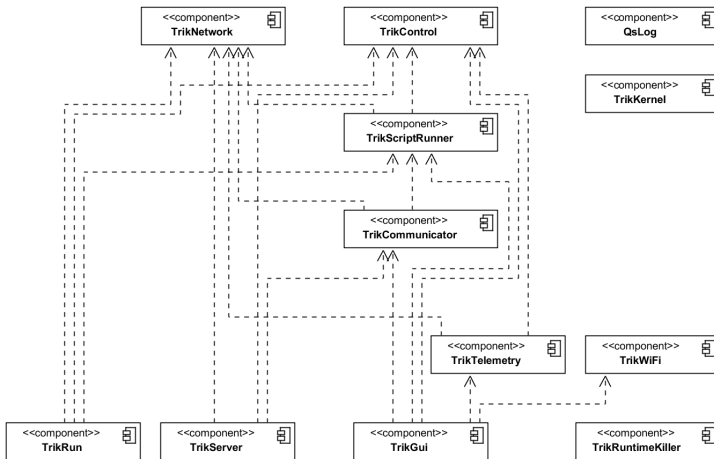 <<component>>
TrikNetwork
<<component>>
TrikControl
<<component>>
QsLog
<<component>>
TrikKernel
<<component>>
TrikScriptRunner
<<component>>
TrikCommunicator
<<component>>
TrikTelemetry
<<component>>
TrikWiFi
<<component>>
TrikRun
<<component>>
TrikServer
<<component>>
TrikGui
<<component>>
TrikRuntimeKiller